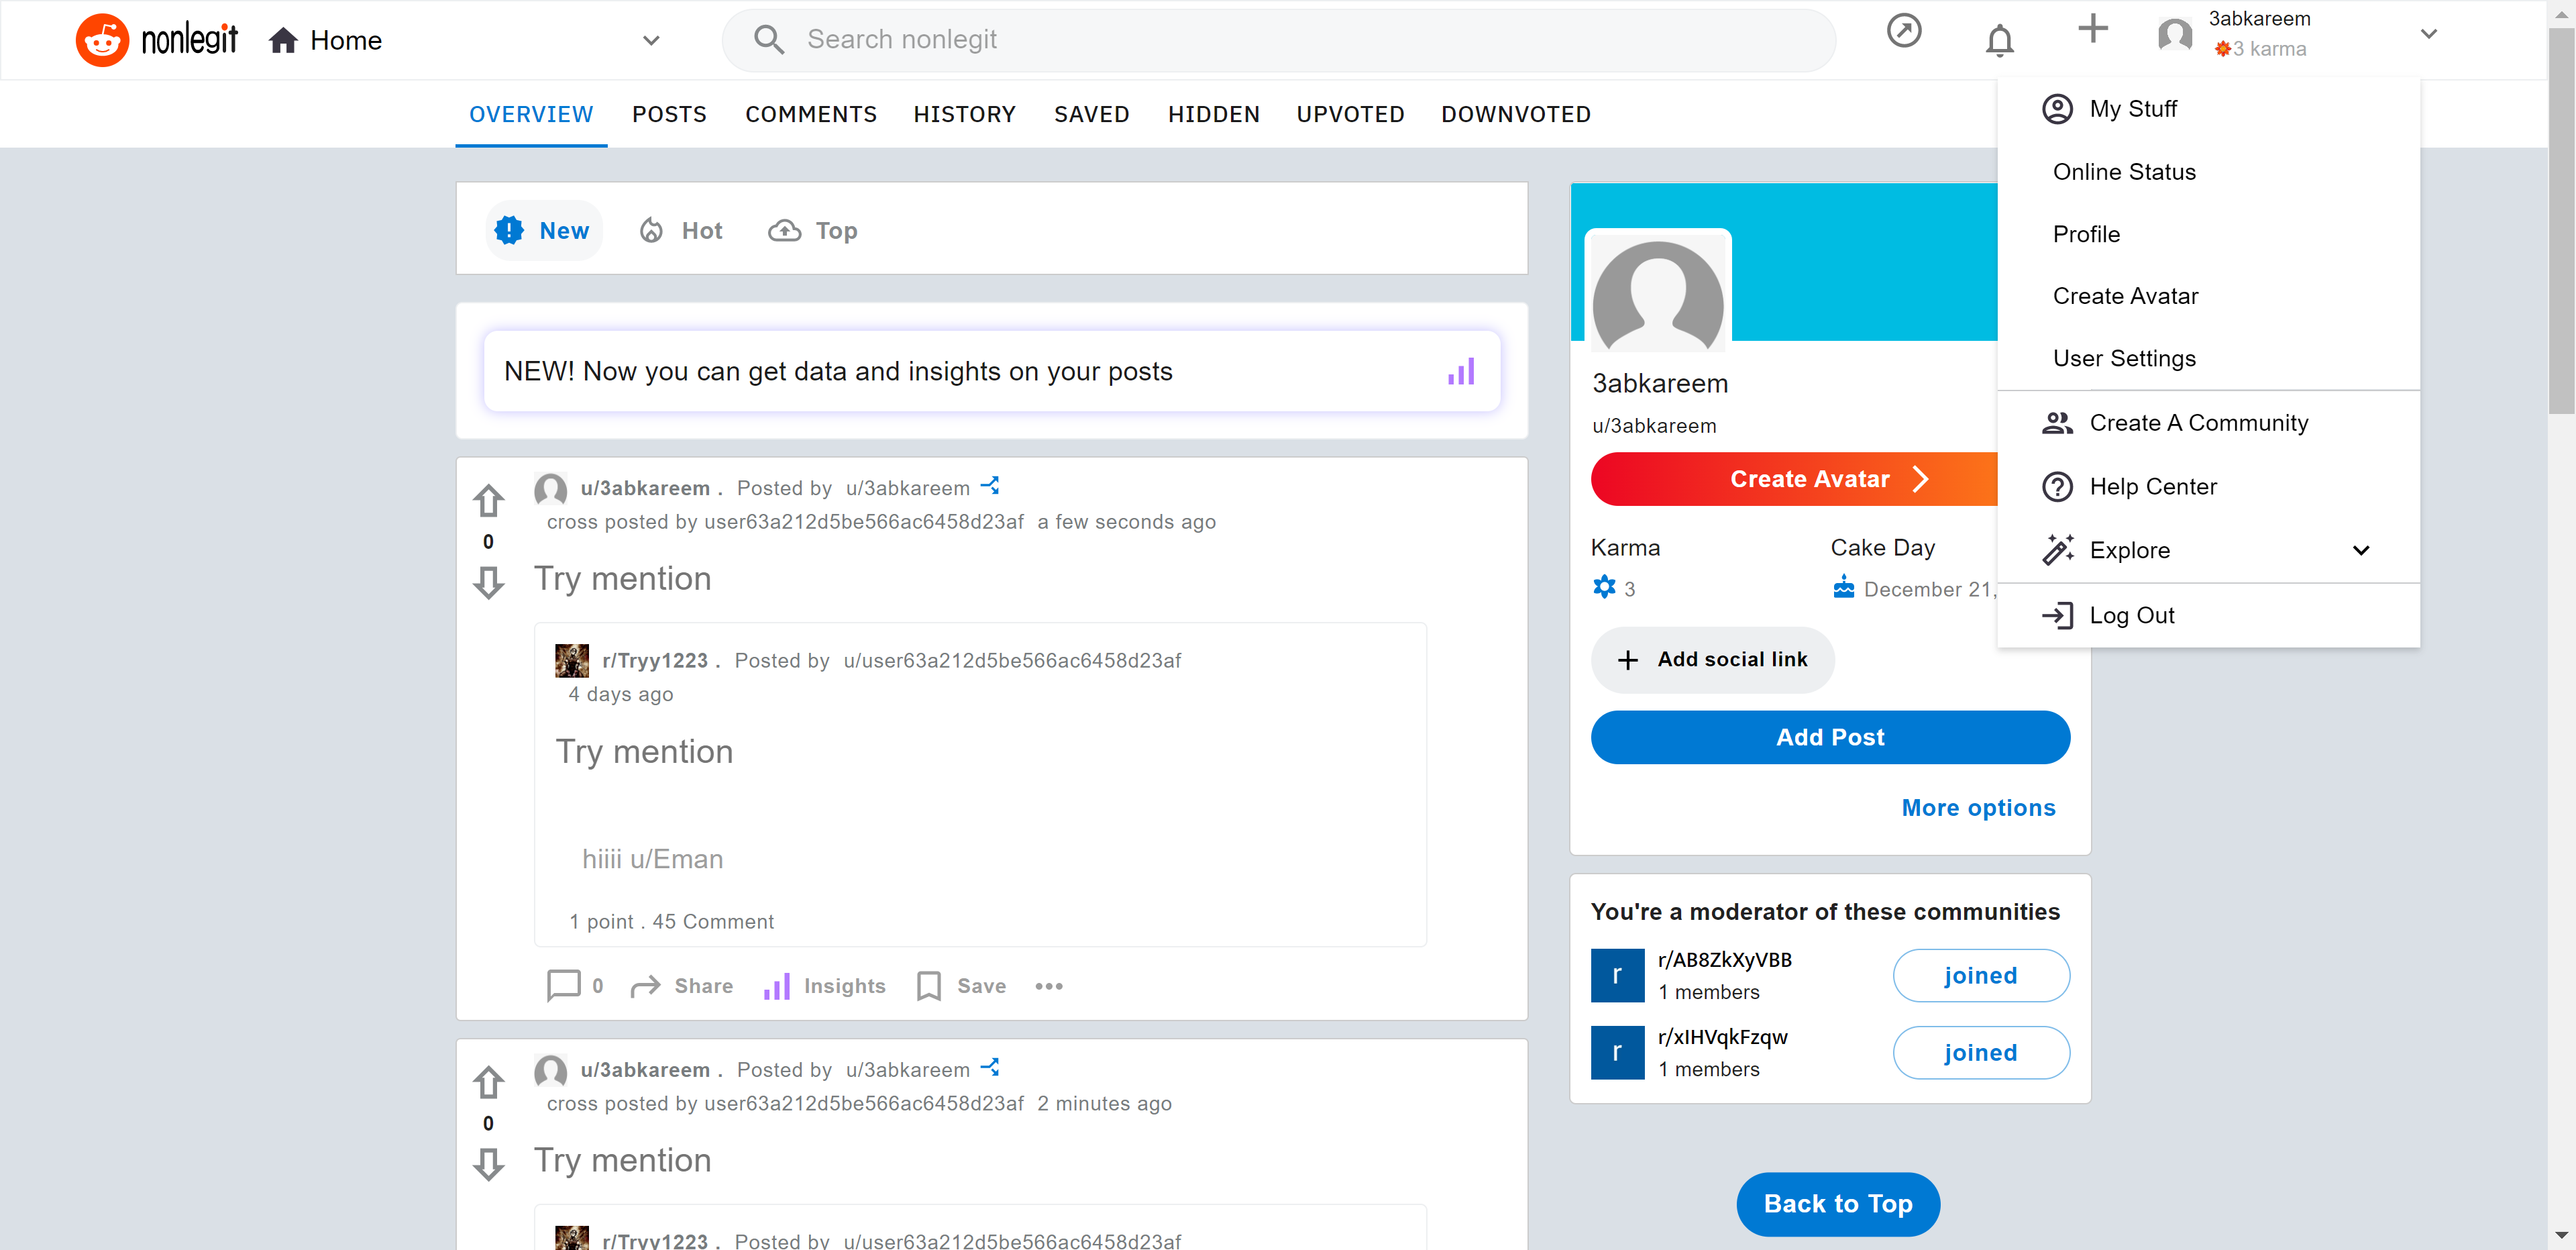 nonlegit
Home
Search nonlegit
3abkareem
3 karma
OVERVIEW
POSTS
COMMENTS
HISTORY
SAVED
HIDDEN
UPVOTED
DOWNVOTED
My Stuff
Online Status
Profile
Create Avatar
User Settings
Create A Community
Help Center
Explore
Log Out
New
Hot
Top
NEW! Now you can get data and insights on your posts
u/3abkareem . Posted by u/3abkareem
cross posted by user63a212d5be566ac6458d23af a few seconds ago
0
Try mention
r/Tryy1223 . Posted by u/user63a212d5be566ac6458d23af
4 days ago
Try mention
hiiii u/Eman
1 point . 45 Comment
0
Share
Insights
Save
u/3abkareem . Posted by u/3abkareem
cross posted by user63a212d5be566ac6458d23af 2 minutes ago
0
Try mention
r/Tryy1223 . Posted by u/user63a212d5be566ac6458d23af
3abkareem
u/3abkareem
Create Avatar
Karma
3
Cake Day
December 21,
Add social link
Add Post
More options
You're a moderator of these communities
r
r/AB8ZkXyVBB
1 members
joined
r
r/xIHVqkFzqw
1 members
joined
Back to Top